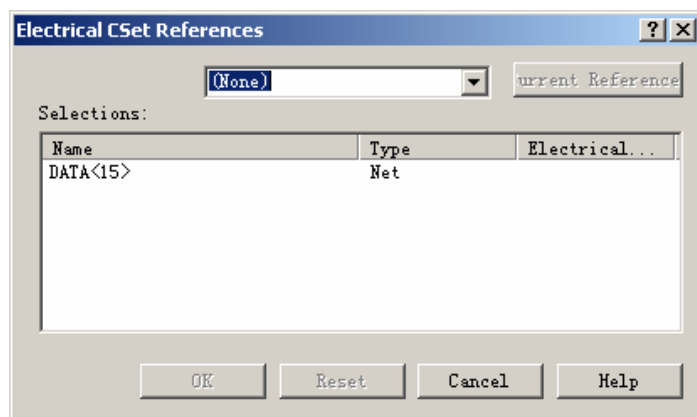 Electrical CSet References
(None)
urrent Reference
Selections:
Name Type Electrical...
DATA<15> Net
OK Reset Cancel Help